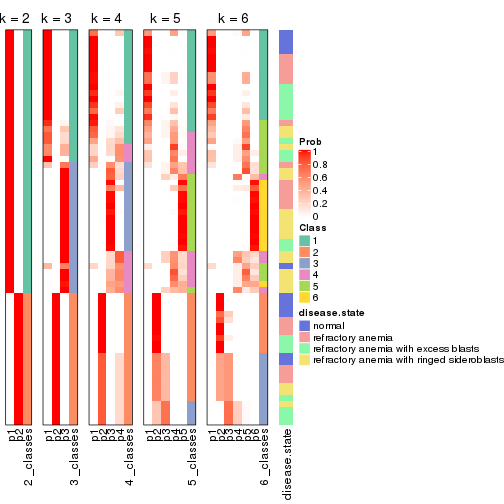 k = 2 k = 3 k = 4 k = 5 k = 6
Prob
1
0.8
0.6
0.4
0.2
0
Class
1
2
3
4
5
6
disease.state
normal
refractory anemia
refractory anemia with excess blasts
refractory anemia with ringed sideroblasts
p1
p2
2_classes
p1
p2
p3
3_classes
p1
p2
p3
p4
4_classes
p1
p2
p3
p4
p5
5_classes
p1
p2
p3
p4
p5
p6
6_classes
disease.state